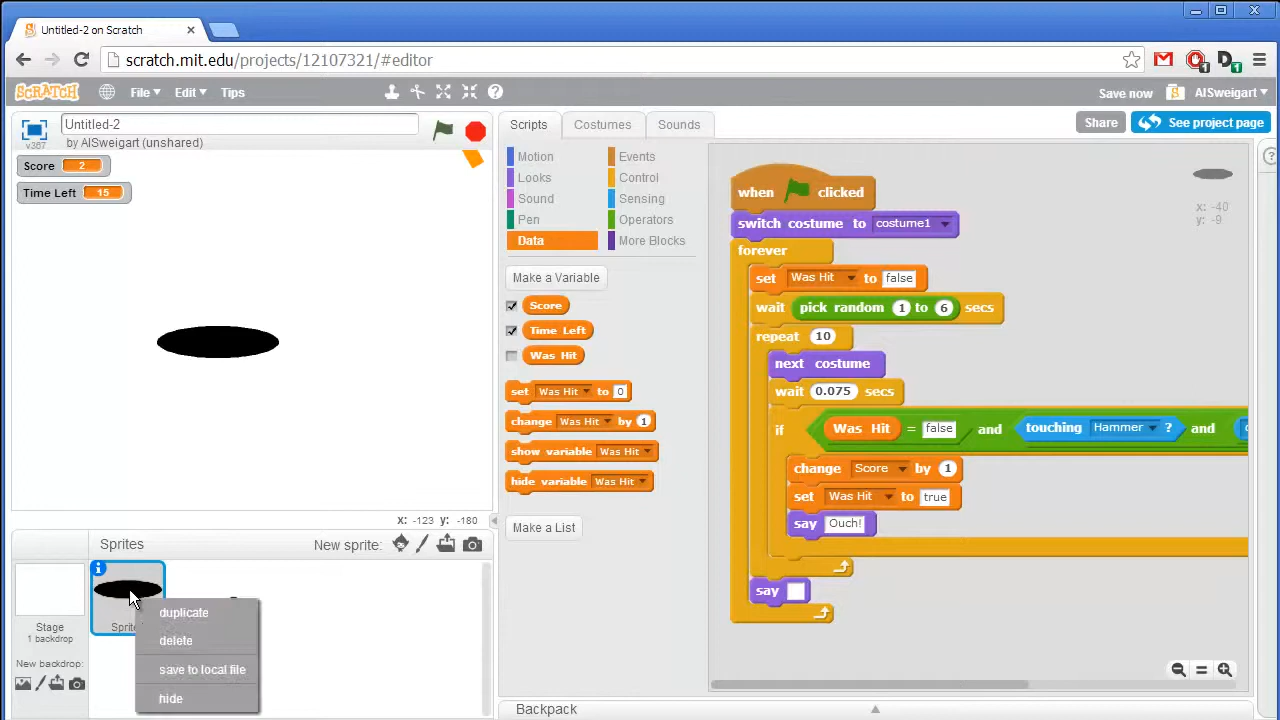 Untitled-2 on Scratch
scratch.mit.edu/projects/12107321/#editor
1
1
SCRATCH
File
Edit
Tips
Save now
AlSweigart
Untitled-2
by AlSweigart (unshared)
v387
Scripts
Costumes
Sounds
Share
See project page
Score 2
Time Left 15
Motion
Events
Looks
Control
Sound
Sensing
Pen
Operators
Data
More Blocks
Make a Variable
Score
Time Left
Was Hit
set Was Hit to 0
change Was Hit by 1
show variable Was Hit
hide variable Was Hit
Make a List
when clicked
switch costume to costume1
forever
set Was Hit to false
wait pick random 1 to 6 secs
repeat 10
next costume
wait 0.075 secs
if Was Hit = false and touching Hammer ? and
change Score by 1
set Was Hit to true
say Ouch!
say
x: -40
y: -9
x: -123 y: -180
Sprites
New sprite:
Stage
1 backdrop
New backdrop:
duplicate
delete
save to local file
hide
Backpack